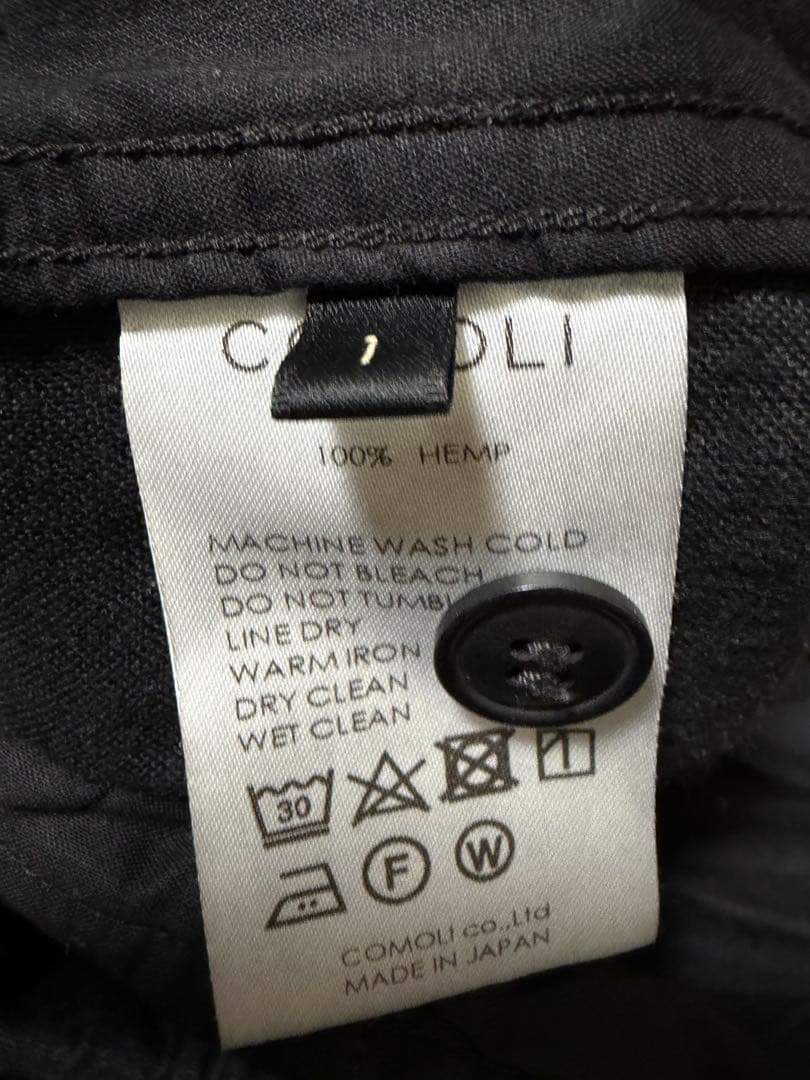 1
100% HEMP
MACHINE WASH COLD
DO NOT BLEACH
DO NOT
LINE DRY
WARM IRON
DRY CLEAN
WET CLEAN
30
F W
COMOLI co.,Ltd
MADE IN JAPAN